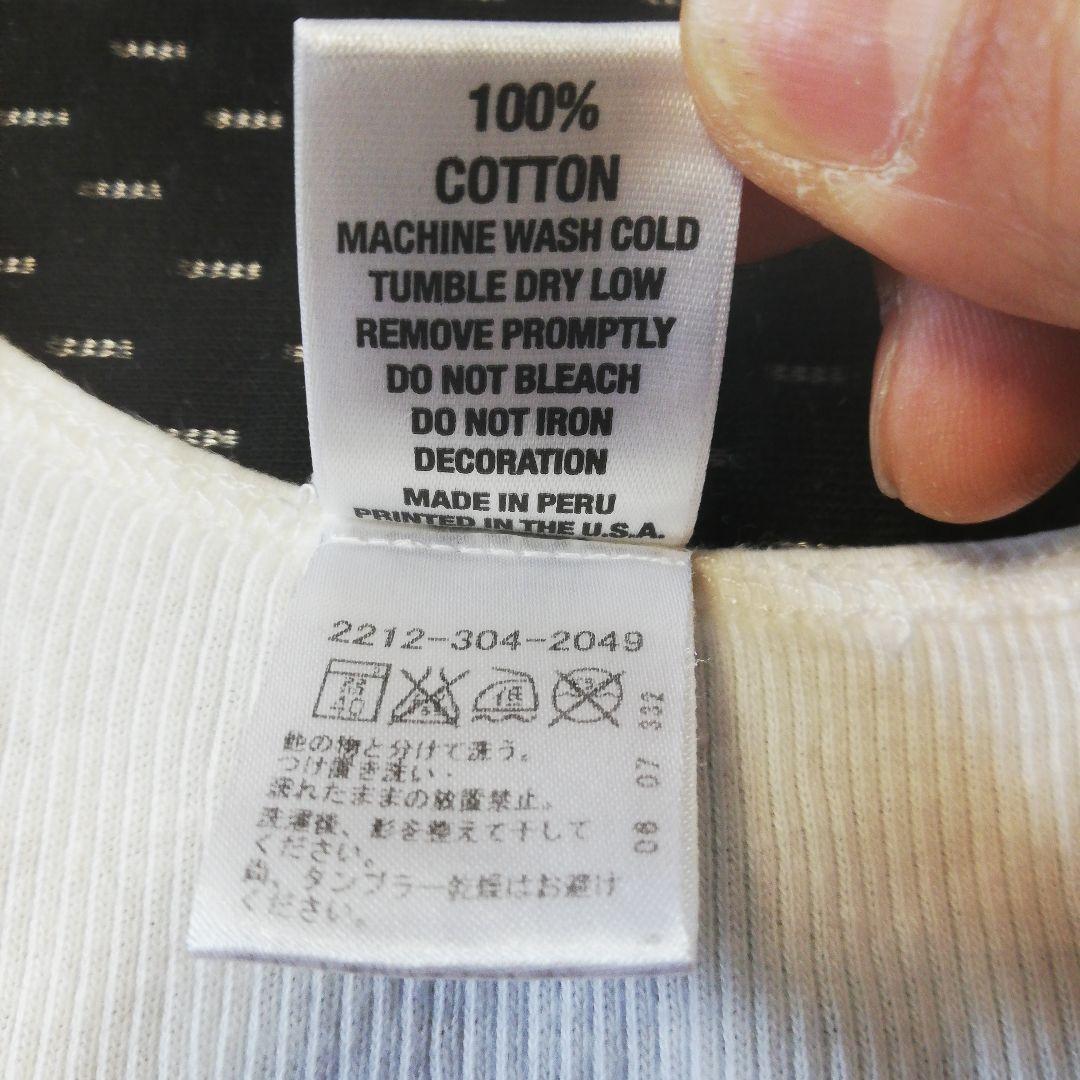 100%
COTTON
MACHINE WASH COLD
TUMBLE DRY LOW
REMOVE PROMPTLY
DO NOT BLEACH
DO NOT IRON
DECORATION
MADE IN PERU
PRINTED IN THE U.S.A.
2212-304-2049
40 低
他の物と分けて洗う。
つけ置き洗い・
濡れたままの放置禁止。
洗濯後、形を整えて干して
ください。
尚、タンブラー乾燥はお避け
ください。
06 07 332